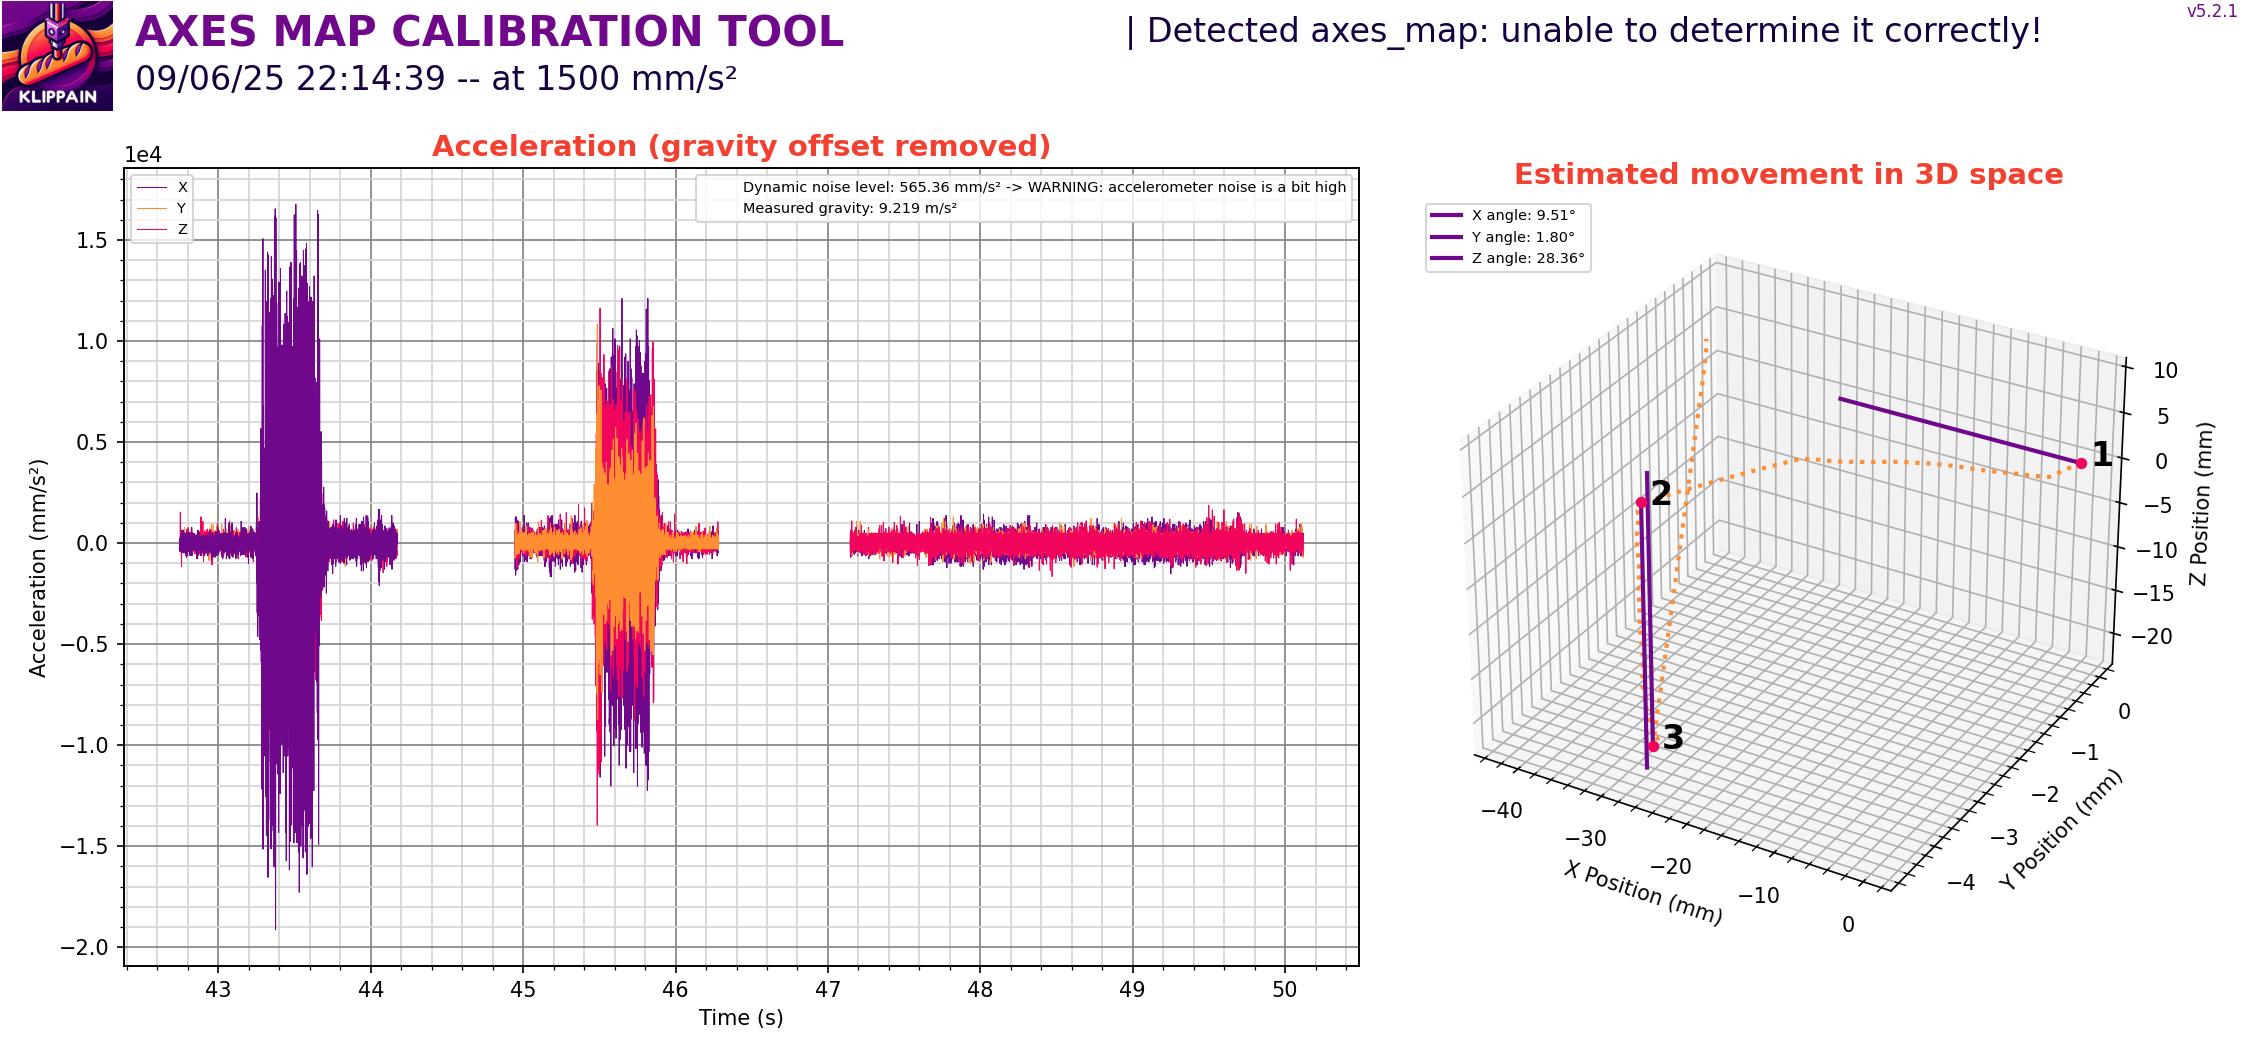 AXES MAP CALIBRATION TOOL
| Detected axes_map: unable to determine it correctly!
v5.2.1
09/06/25 22:14:39 -- at 1500 mm/s²
KLIPPAIN
Acceleration (gravity offset removed)
1e4
X
Y
Z
Dynamic noise level: 565.36 mm/s² -> WARNING: accelerometer noise is a bit high
Measured gravity: 9.219 m/s²
1.5
1.0
0.5
0.0
−0.5
−1.0
−1.5
−2.0
Acceleration (mm/s²)
43 44 45 46 47 48 49 50
Time (s)
Estimated movement in 3D space
X angle: 9.51°
Y angle: 1.80°
Z angle: 28.36°
1
2
3
10
5
0
−5
−10
−15
−20
Z Position (mm)
0
−1
−2
−3
−4
Y Position (mm)
−40
−30
−20
−10
0
X Position (mm)